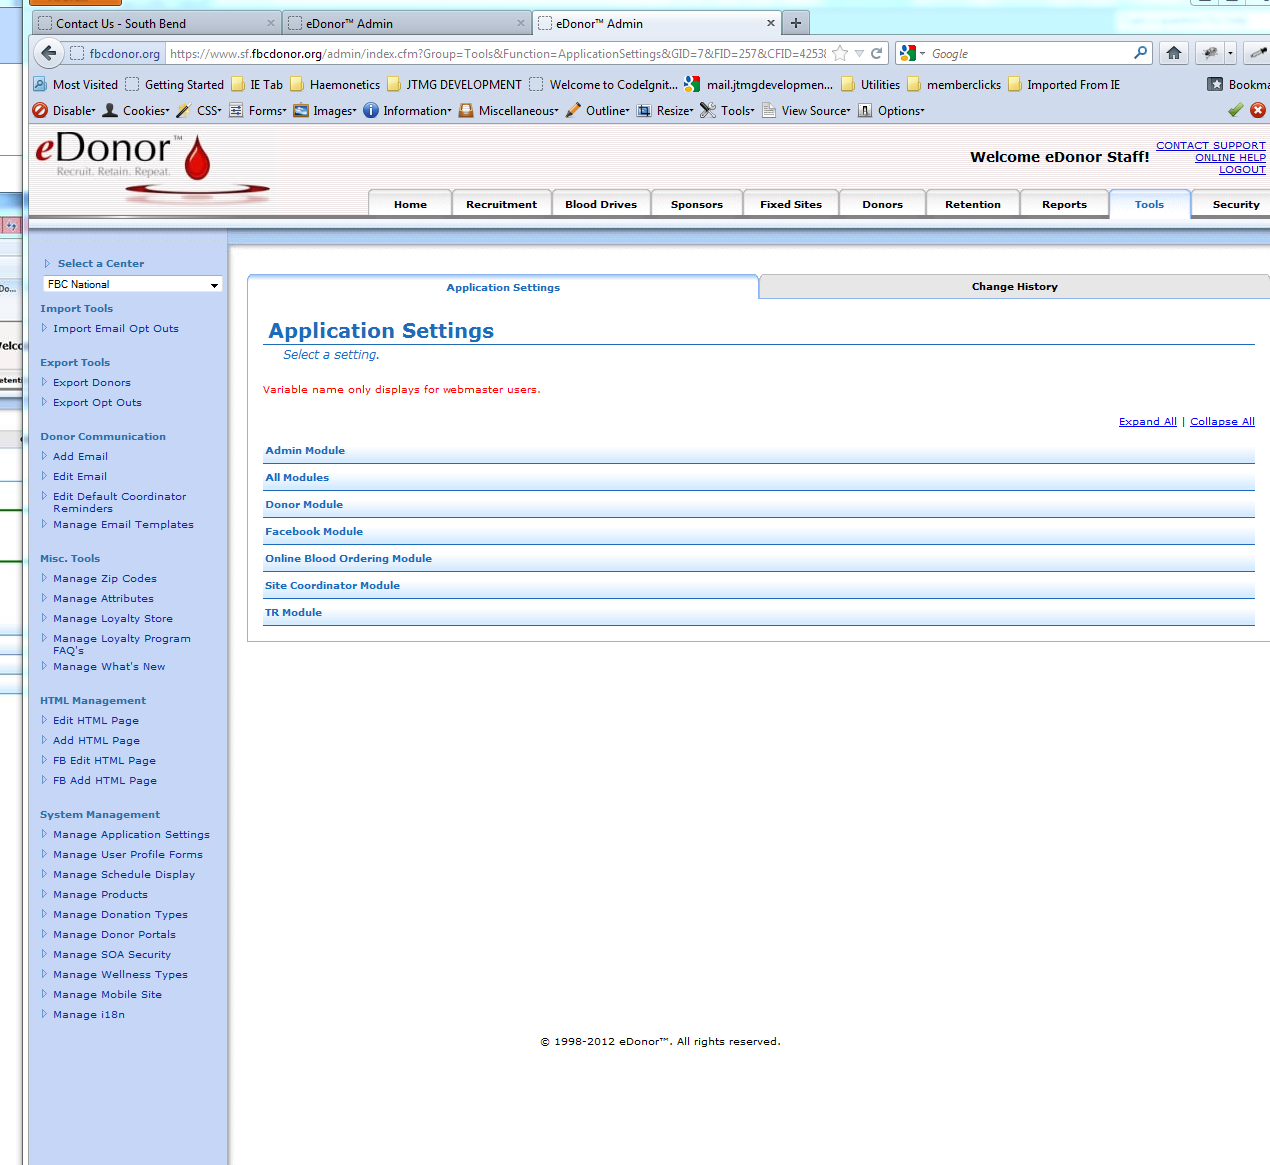 Contact Us - South Bend
eDonor™ Admin
eDonor™ Admin
fbcdonor.org
https://www.sf.fbcdonor.org/admin/index.cfm?Group=Tools&Function=ApplicationSettings&GID=7&FID=257&CFID=4253
Google
Most Visited
Getting Started
IE Tab
Haemonetics
JTMG DEVELOPMENT
Welcome to CodeIgnit...
mail.jtmgdevelopmen...
Utilities
memberclicks
Imported From IE
Bookma
Disable
Cookies
CSS
Forms
Images
Information
Miscellaneous
Outline
Resize
Tools
View Source
Options
eDonor™
Recruit. Retain. Repeat.
Welcome eDonor Staff!
CONTACT SUPPORT
ONLINE HELP
LOGOUT
Home
Recruitment
Blood Drives
Sponsors
Fixed Sites
Donors
Retention
Reports
Tools
Security
Select a Center
FBC National
Import Tools
Import Email Opt Outs
Export Tools
Export Donors
Export Opt Outs
Donor Communication
Add Email
Edit Email
Edit Default Coordinator
Reminders
Manage Email Templates
Misc. Tools
Manage Zip Codes
Manage Attributes
Manage Loyalty Store
Manage Loyalty Program
FAQ's
Manage What's New
HTML Management
Edit HTML Page
Add HTML Page
FB Edit HTML Page
FB Add HTML Page
System Management
Manage Application Settings
Manage User Profile Forms
Manage Schedule Display
Manage Products
Manage Donation Types
Manage Donor Portals
Manage SOA Security
Manage Wellness Types
Manage Mobile Site
Manage i18n
Application Settings
Change History
Application Settings
Select a setting.
Variable name only displays for webmaster users.
Expand All | Collapse All
Admin Module
All Modules
Donor Module
Facebook Module
Online Blood Ordering Module
Site Coordinator Module
TR Module
© 1998-2012 eDonor™. All rights reserved.